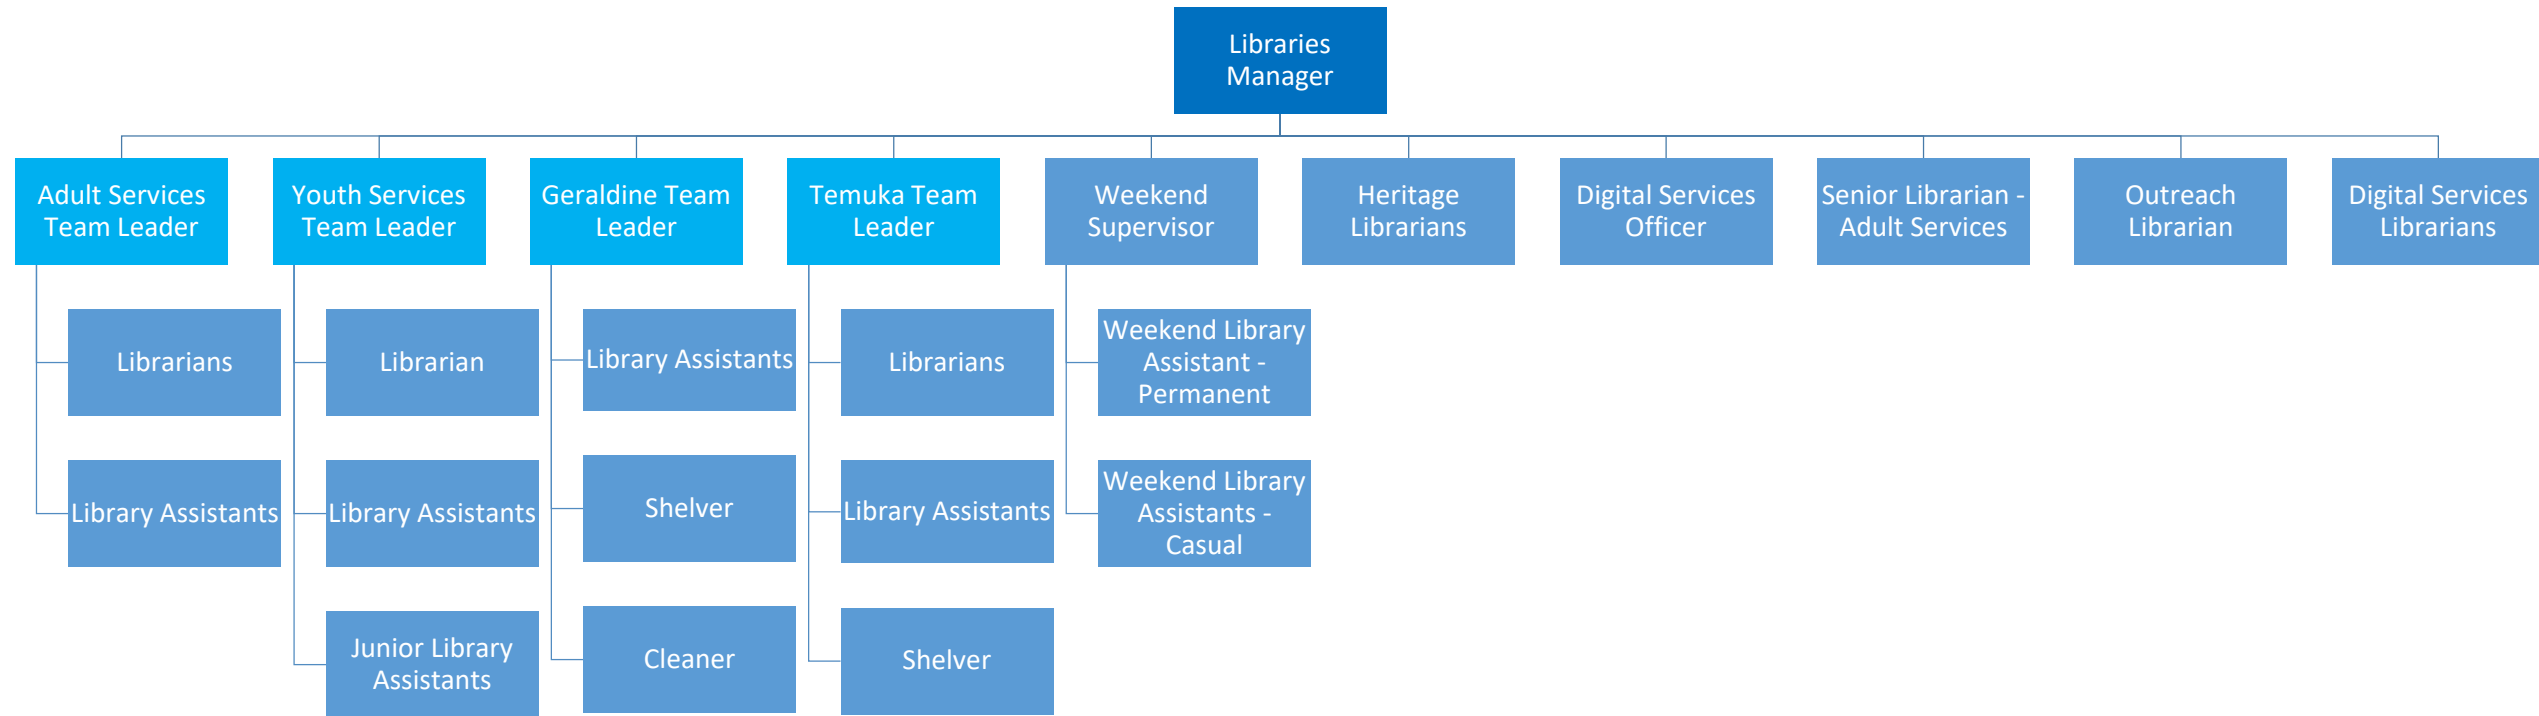 Libraries
Manager
Adult Services
Team Leader
Youth Services
Team Leader
Geraldine Team
Leader
Temuka Team
Leader
Weekend
Supervisor
Heritage
Librarians
Digital Services
Officer
Senior Librarian -
Adult Services
Outreach
Librarian
Digital Services
Librarians
Librarians
Library Assistants
Librarian
Library Assistants
Junior Library
Assistants
Library Assistants
Shelver
Cleaner
Librarians
Library Assistants
Shelver
Weekend Library
Assistant -
Permanent
Weekend Library
Assistants -
Casual